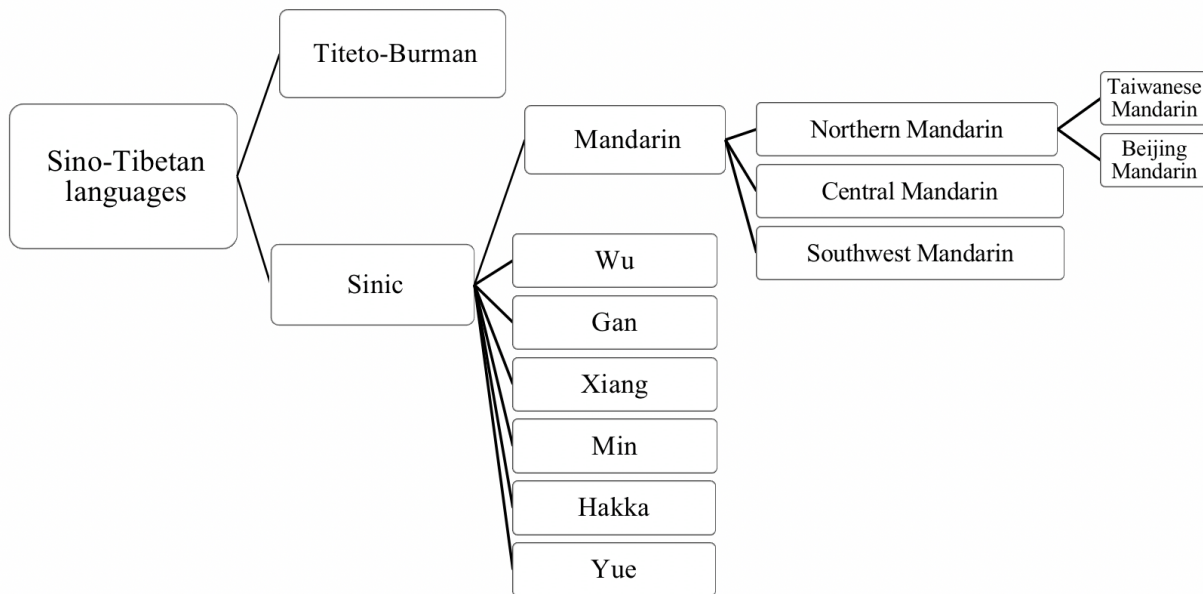 Titeto-Burman
Sino-Tibetan
languages
Sinic
Mandarin
Wu
Gan
Xiang
Min
Hakka
Yue
Northern Mandarin
Central Mandarin
Southwest Mandarin
Taiwanese
Mandarin
Beijing
Mandarin